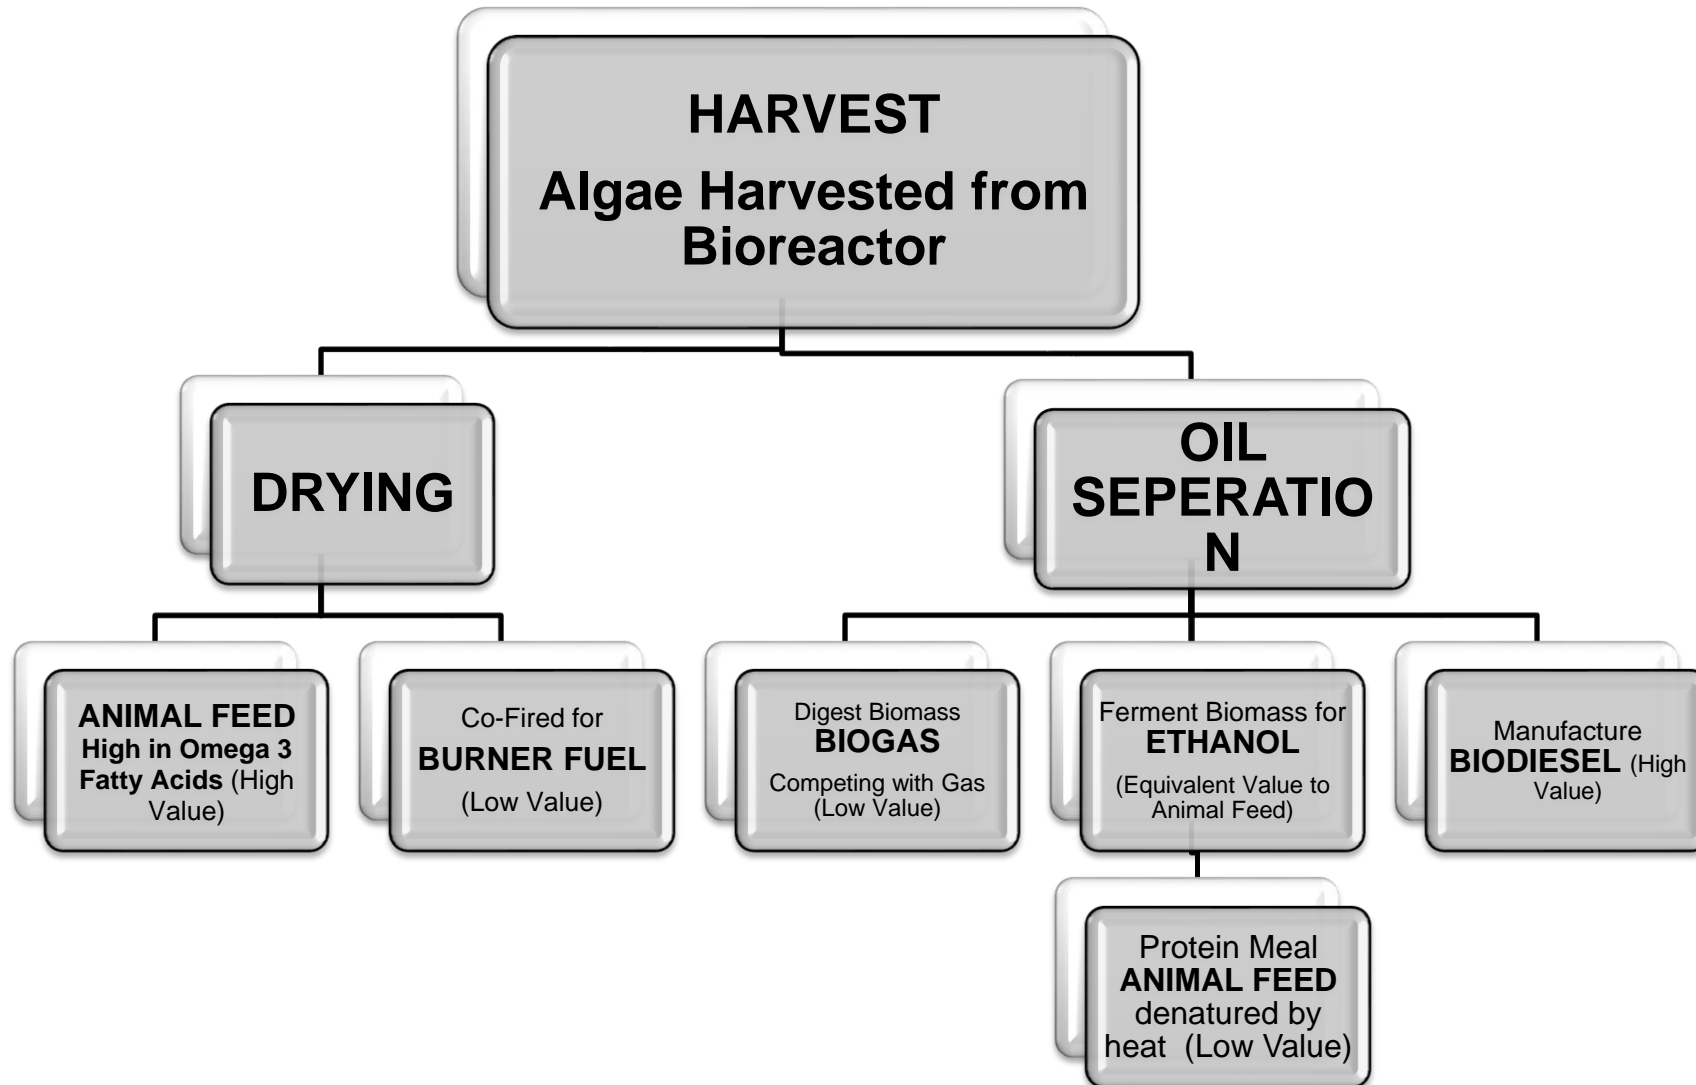 HARVEST
Algae Harvested from
Bioreactor
DRYING
OIL
SEPERATIO
N
ANIMAL FEED
High in Omega 3
Fatty Acids (High
Value)
Co-Fired for
BURNER FUEL
(Low Value)
Digest Biomass
BIOGAS
Competing with Gas
(Low Value)
Ferment Biomass for
ETHANOL
(Equivalent Value to
Animal Feed)
Manufacture
BIODIESEL (High
Value)
Protein Meal
ANIMAL FEED
denatured by
heat (Low Value)